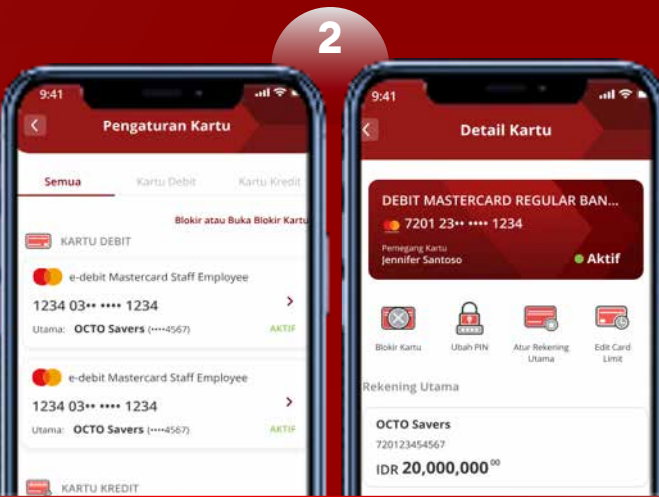 2
9:41
Pengaturan Kartu
Semua
Kartu Debit
Kartu Kredit
Blokir atau Buka Blokir Kartu
KARTU DEBIT
e-debit Mastercard Staff Employee
1234 03•• •••• 1234
Utama: OCTO Savers (••••4567)
AKTIF
e-debit Mastercard Staff Employee
1234 03•• •••• 1234
Utama: OCTO Savers (••••4567)
AKTIF
KARTU KREDIT
9:41
Detail Kartu
DEBIT MASTERCARD REGULAR BAN...
7201 23•• •••• 1234
Pemegang Kartu
Jennifer Santoso
Aktif
Blokir Kartu
Ubah PIN
Atur Rekening
Utama
Edit Card
Limit
Rekening Utama
OCTO Savers
720123454567
IDR 20,000,000⁰⁰